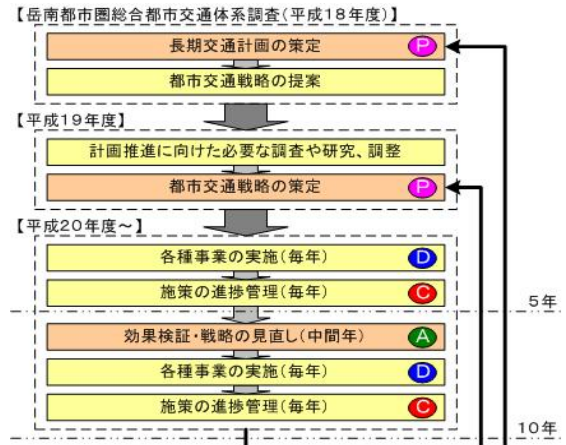 【岳南都市圏総合都市交通体系調査(平成18年度)】
長期交通計画の策定 P
都市交通戦略の提案
【平成19年度】
計画推進に向けた必要な調査や研究、調整
都市交通戦略の策定 P
【平成20年度～】
各種事業の実施(毎年) D
施策の進捗管理(毎年) C
5年
効果検証・戦略の見直し(中間年) A
各種事業の実施(毎年) D
施策の進捗管理(毎年) C
10年